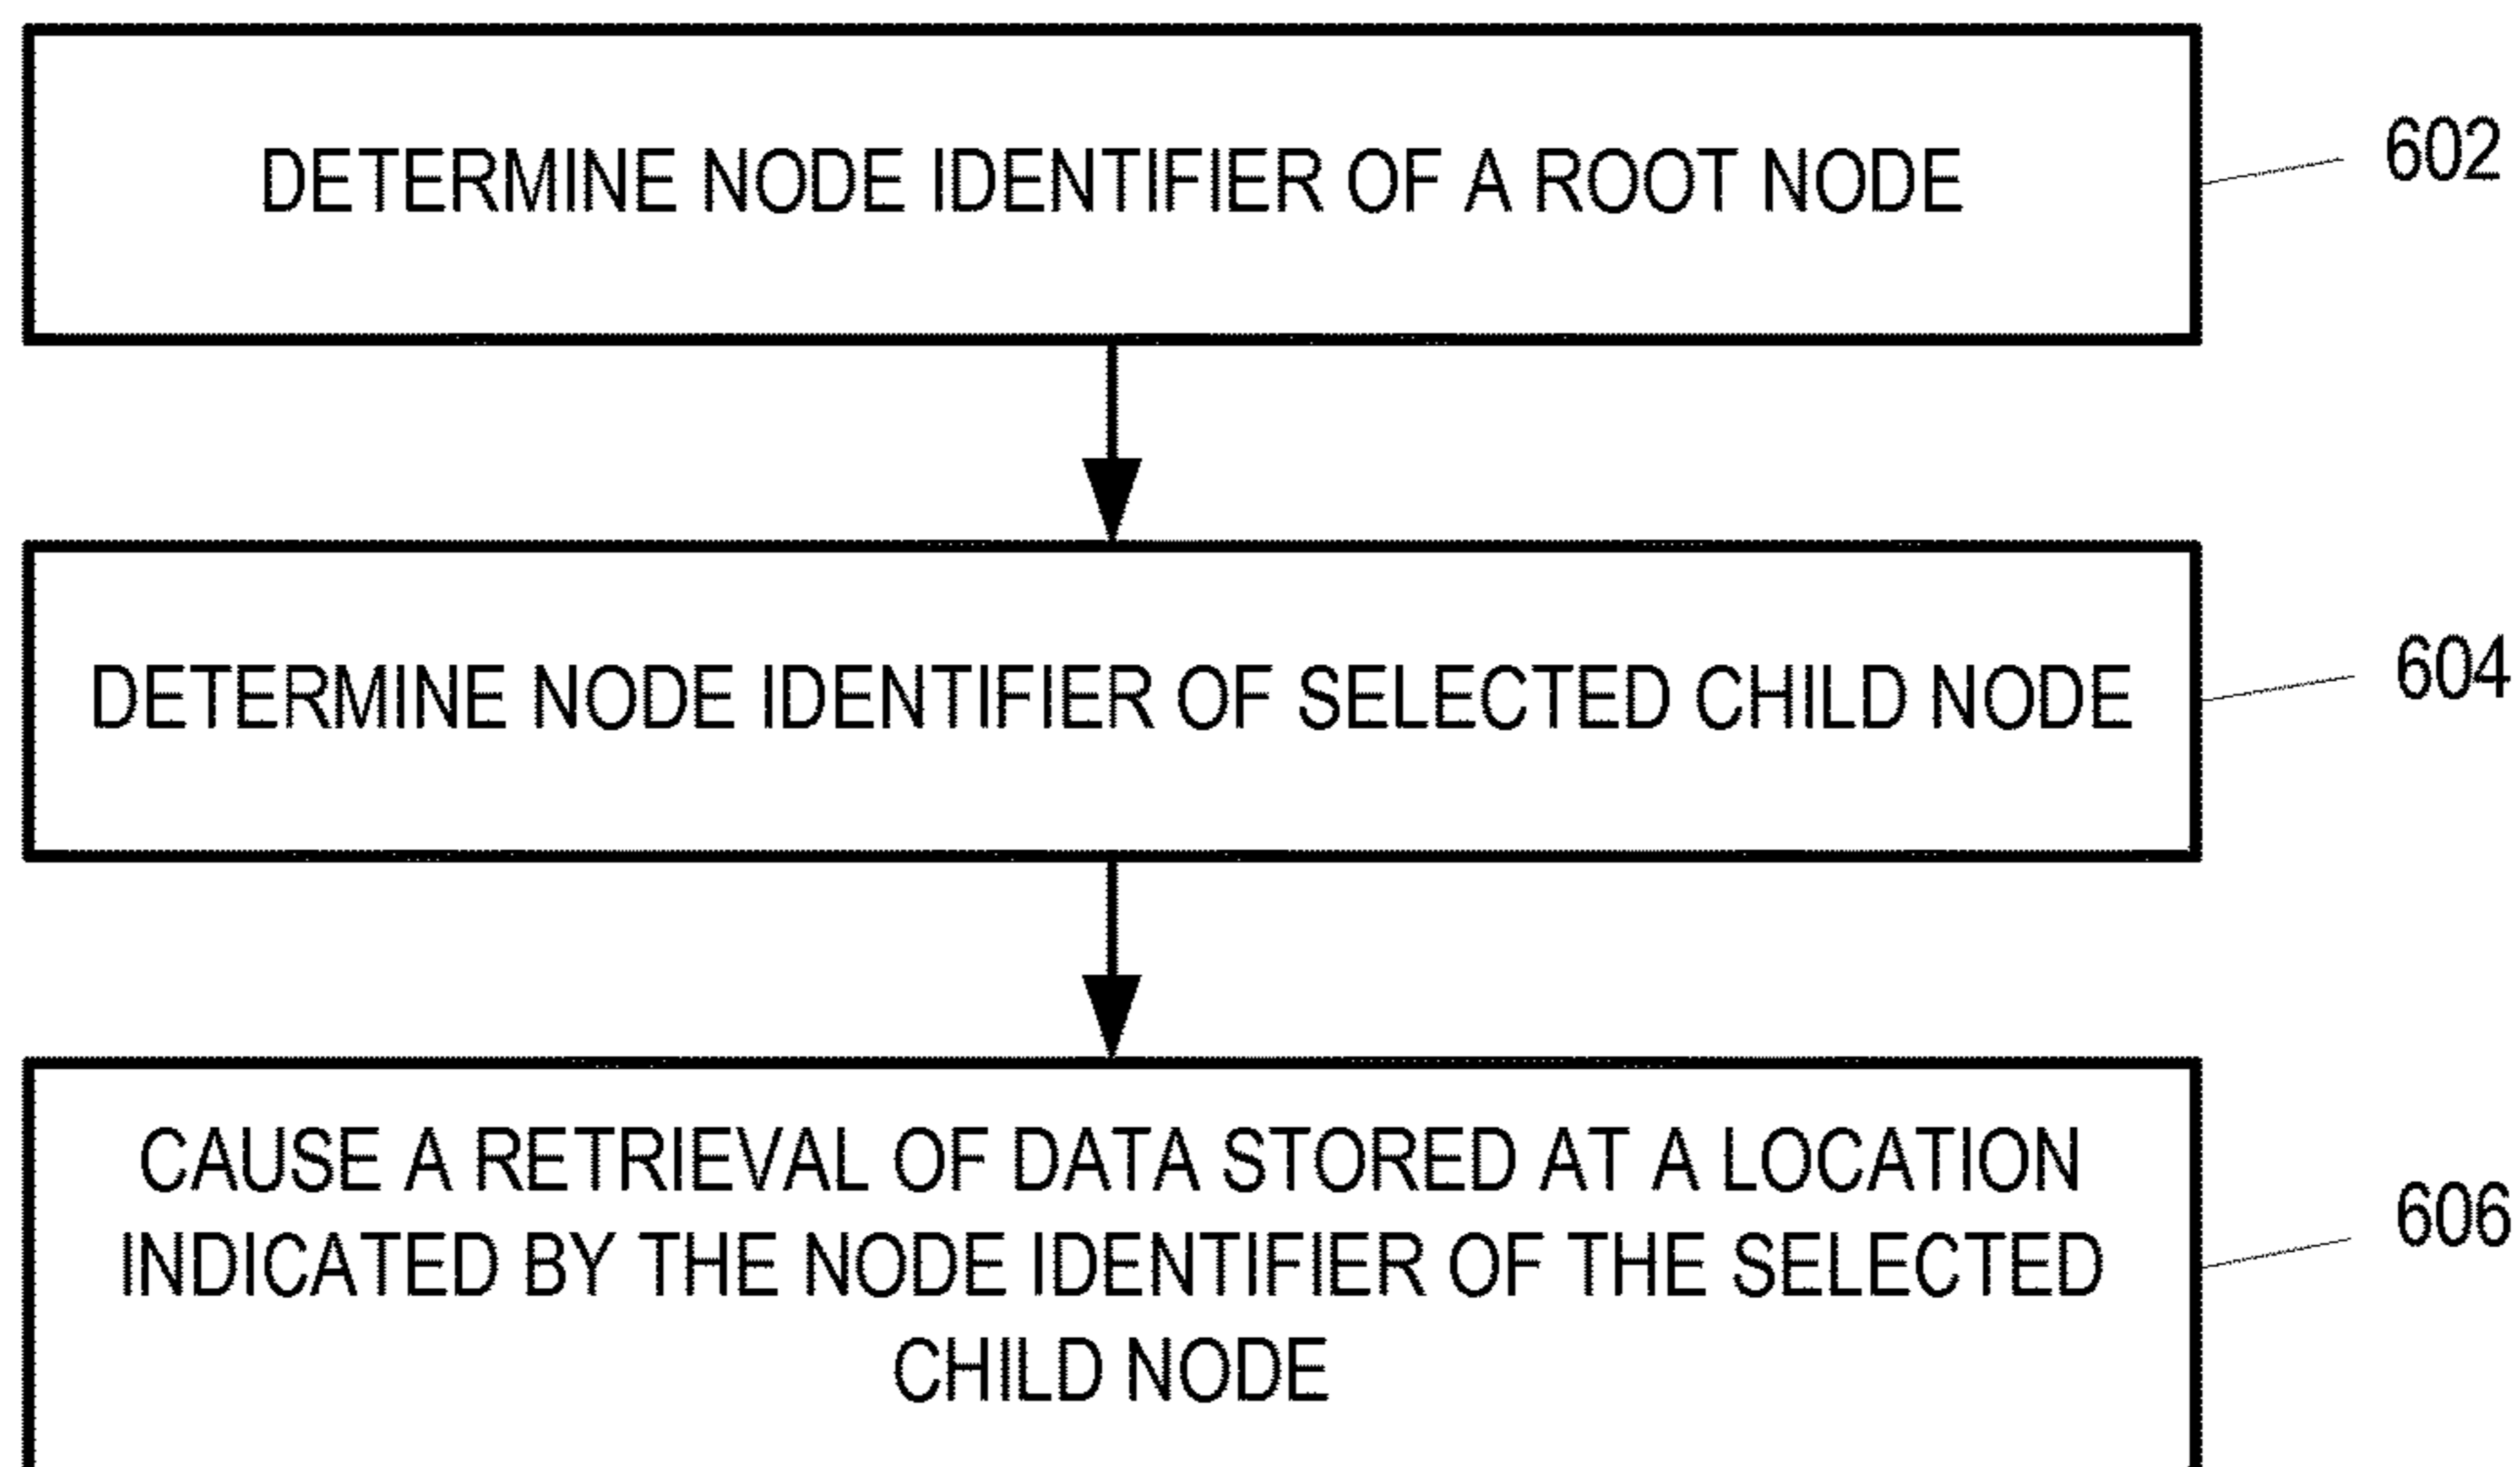 DETERMINE NODE IDENTIFIER OF A ROOT NODE
602
DETERMINE NODE IDENTIFIER OF SELECTED CHILD NODE
604
CAUSE A RETRIEVAL OF DATA STORED AT A LOCATION
INDICATED BY THE NODE IDENTIFIER OF THE SELECTED
CHILD NODE
606